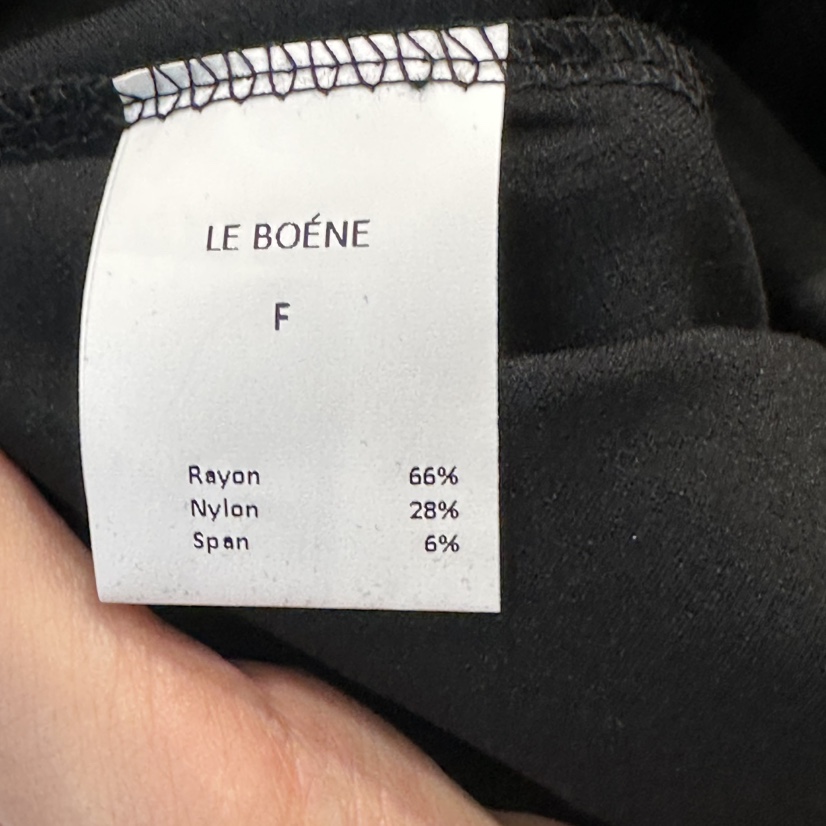 LE BOÉNE
F
Rayon 66%
Nylon 28%
Span 6%